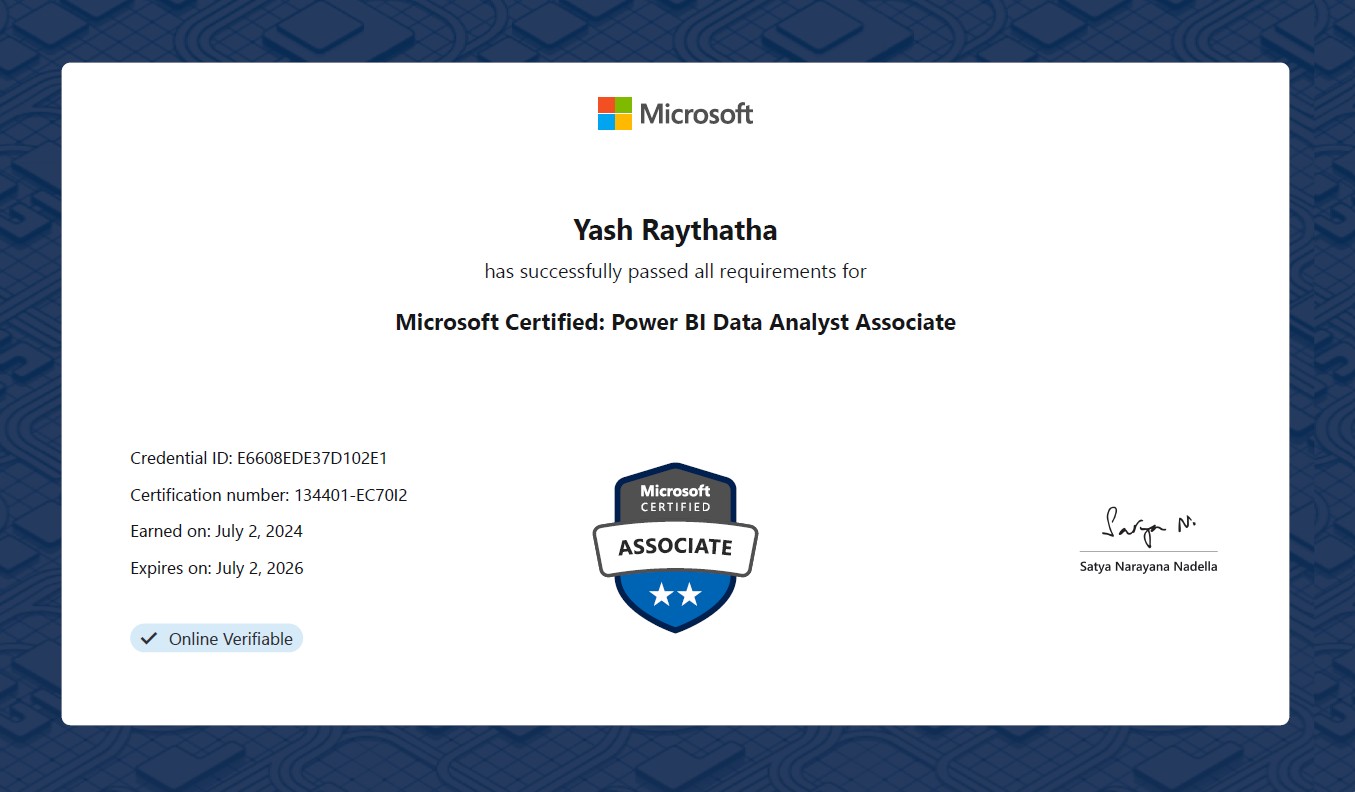 Microsoft
Yash Raythatha
has successfully passed all requirements for
Microsoft Certified: Power BI Data Analyst Associate
Credential ID: E6608EDE37D102E1
Certification number: 134401-EC70I2
Earned on: July 2, 2024
Expires on: July 2, 2026
Online Verifiable
Microsoft
CERTIFIED
ASSOCIATE
Satya N.
Satya Narayana Nadella